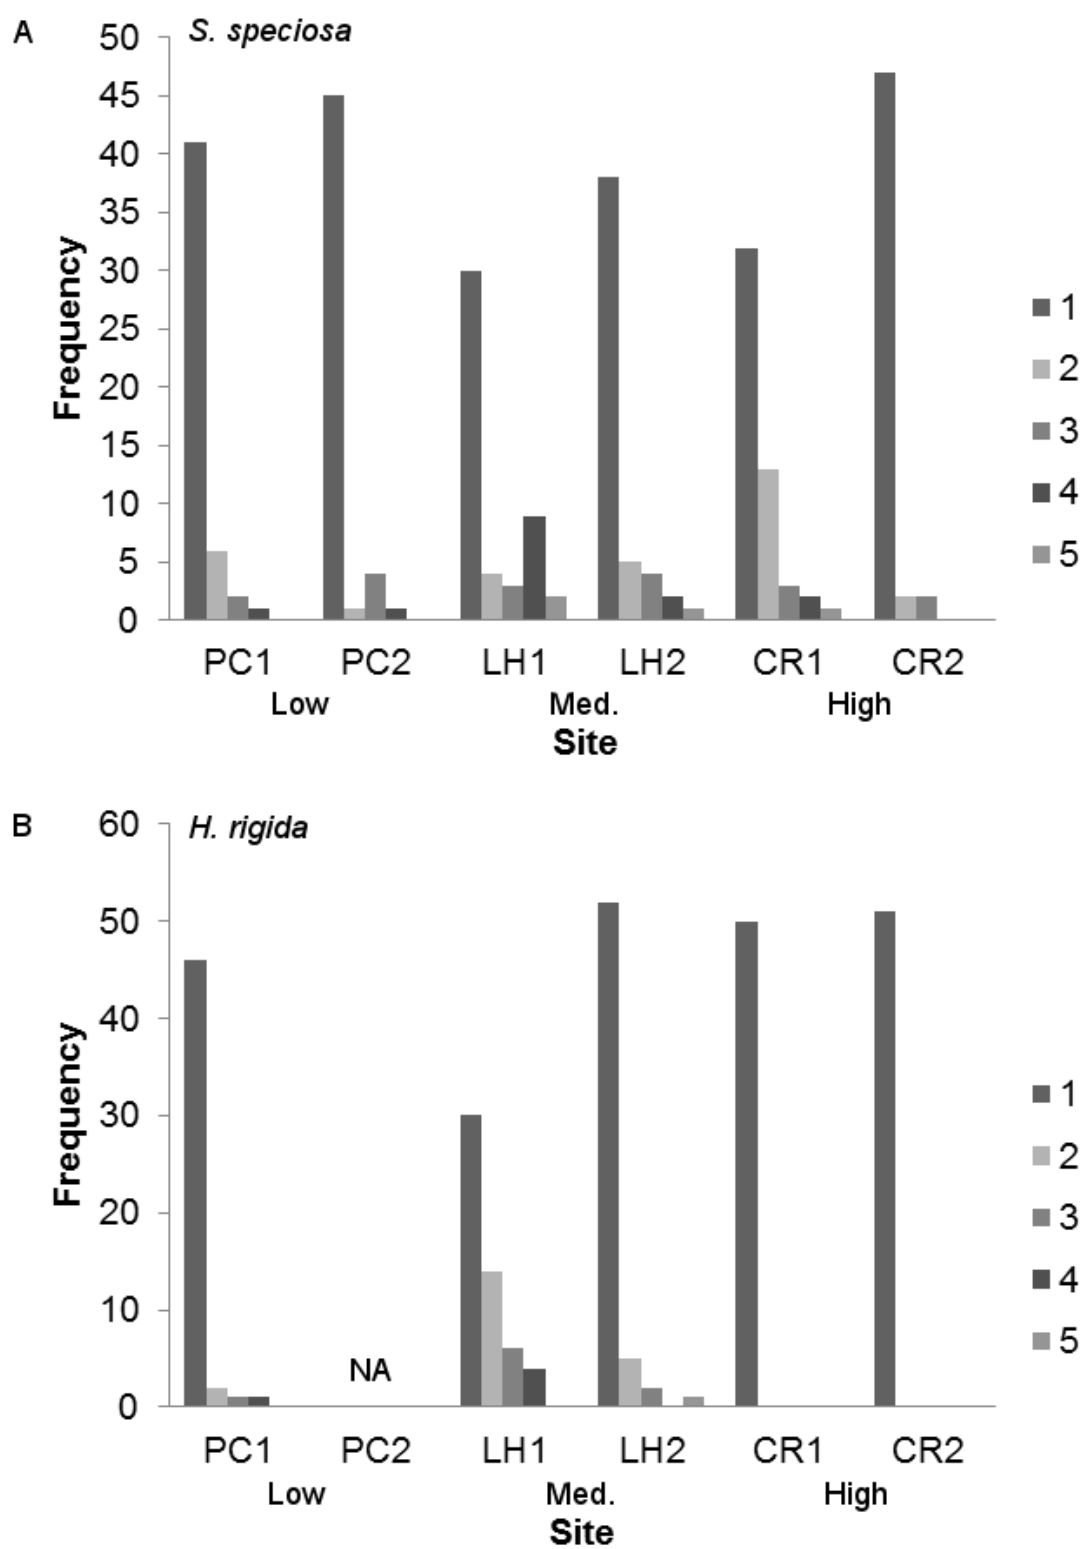 A S. speciosa
50
45
40
35
30
25
20
15
10
5
0
Frequency
1
2
3
4
5
PC1 PC2 LH1 LH2 CR1 CR2
Low Med. High
Site
B H. rigida
60
50
40
30
20
10
0
Frequency
NA
1
2
3
4
5
PC1 PC2 LH1 LH2 CR1 CR2
Low Med. High
Site